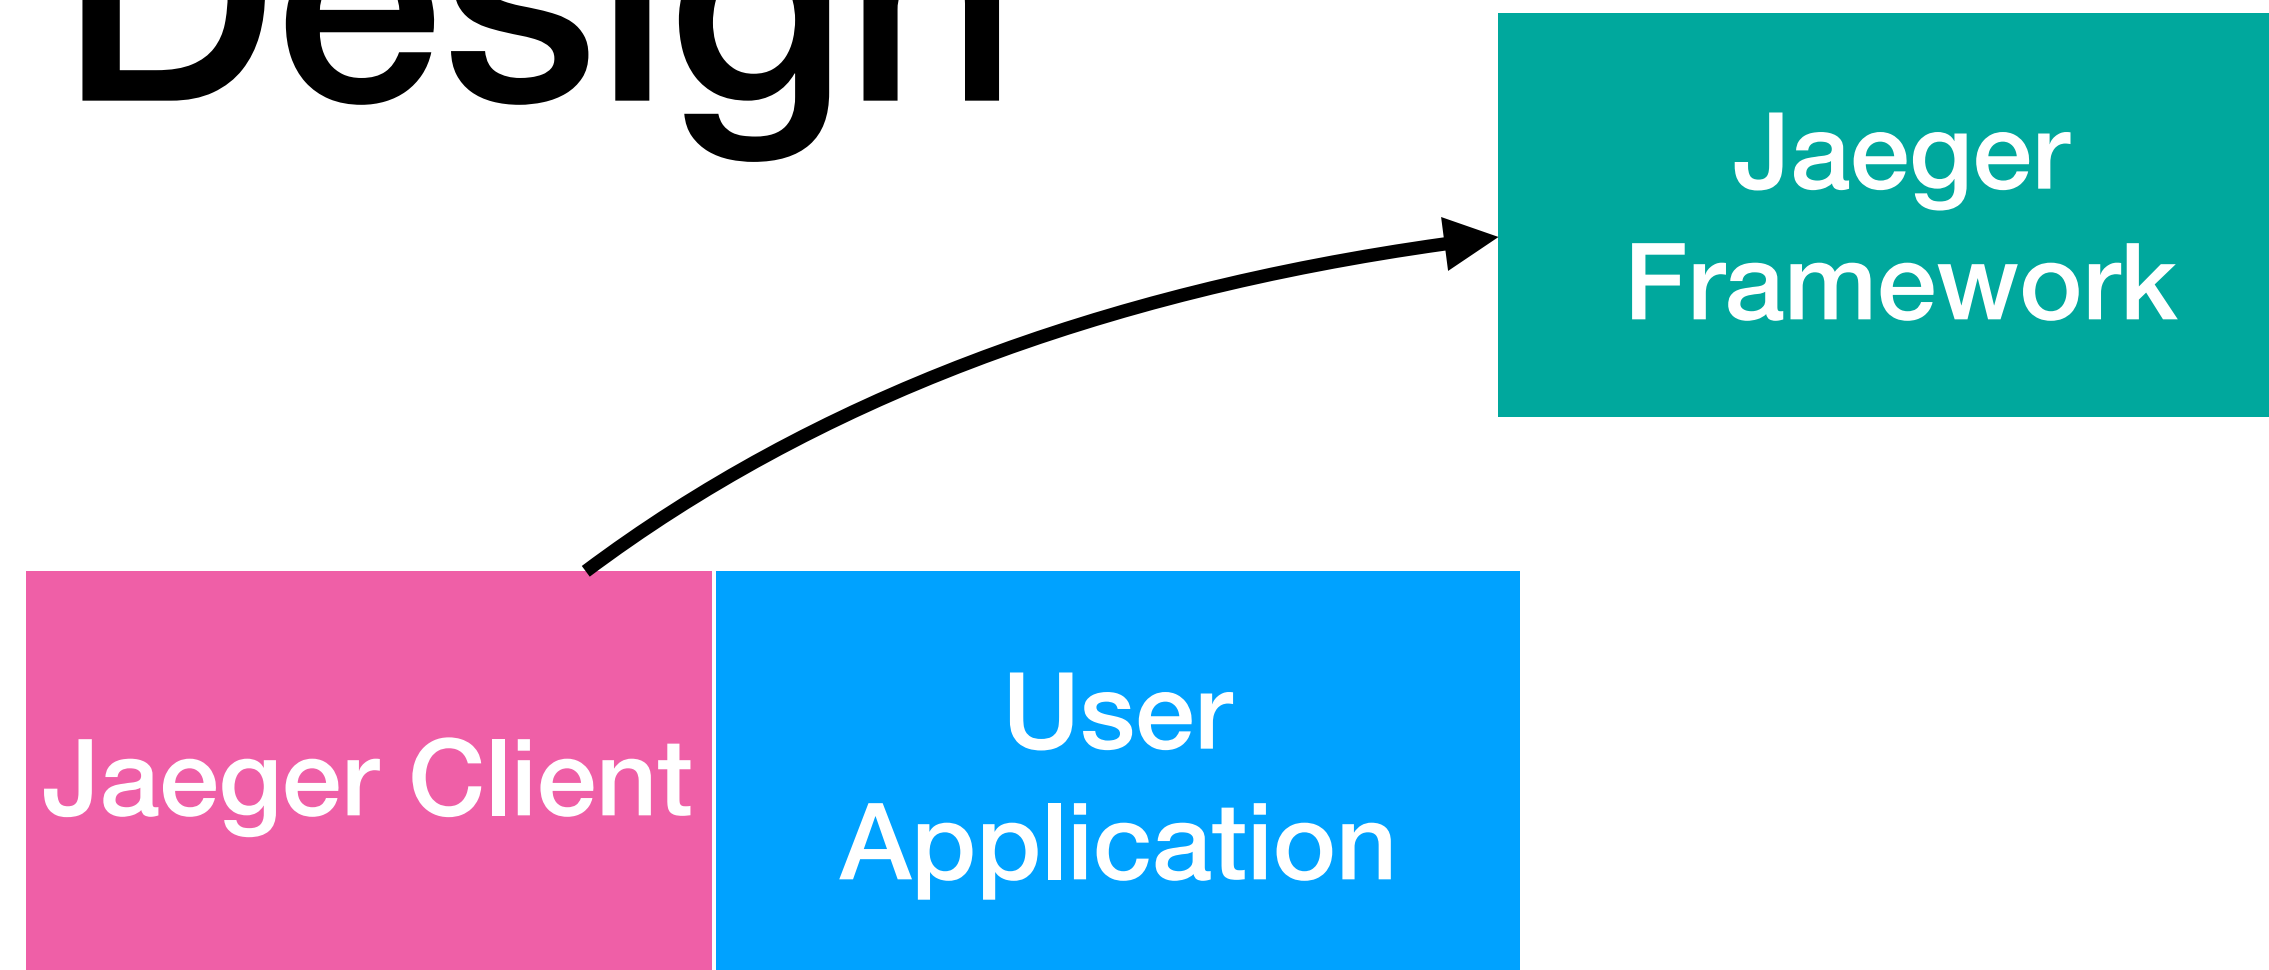 Design
Jaeger
Framework
Jaeger Client
User
Application